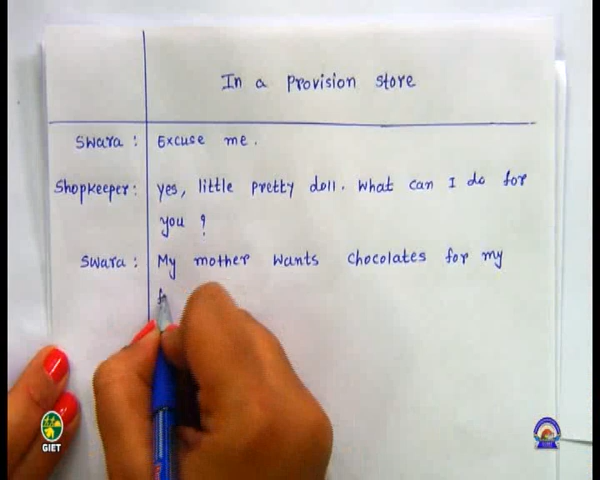 In a provision store
Swara : Excuse me.
Shopkeeper: yes, little pretty doll. What can I do for
you ?
Swara : My mother wants chocolates for my
GIET